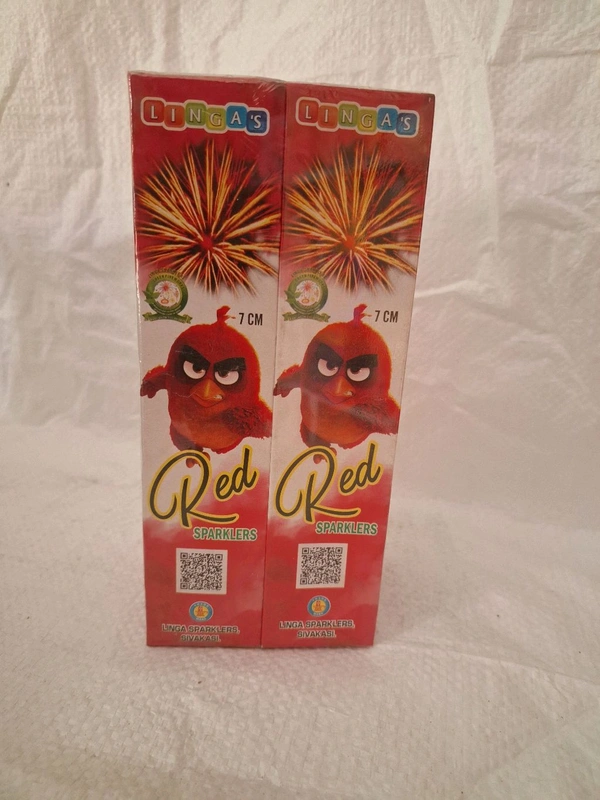 LINGA'S
7 CM
Red
SPARKLERS
LINGA SPARKLERS,
SIVAKASI.
LINGA'S
7 CM
Red
SPARKLERS
LINGA SPARKLERS,
SIVAKASI.